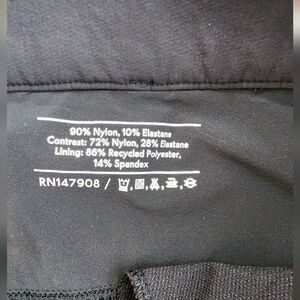 90% Nylon, 10% Elastane
Contrast: 72% Nylon, 28% Elastane
Lining: 86% Recycled Polyester,
14% Spandex
RN147908 /